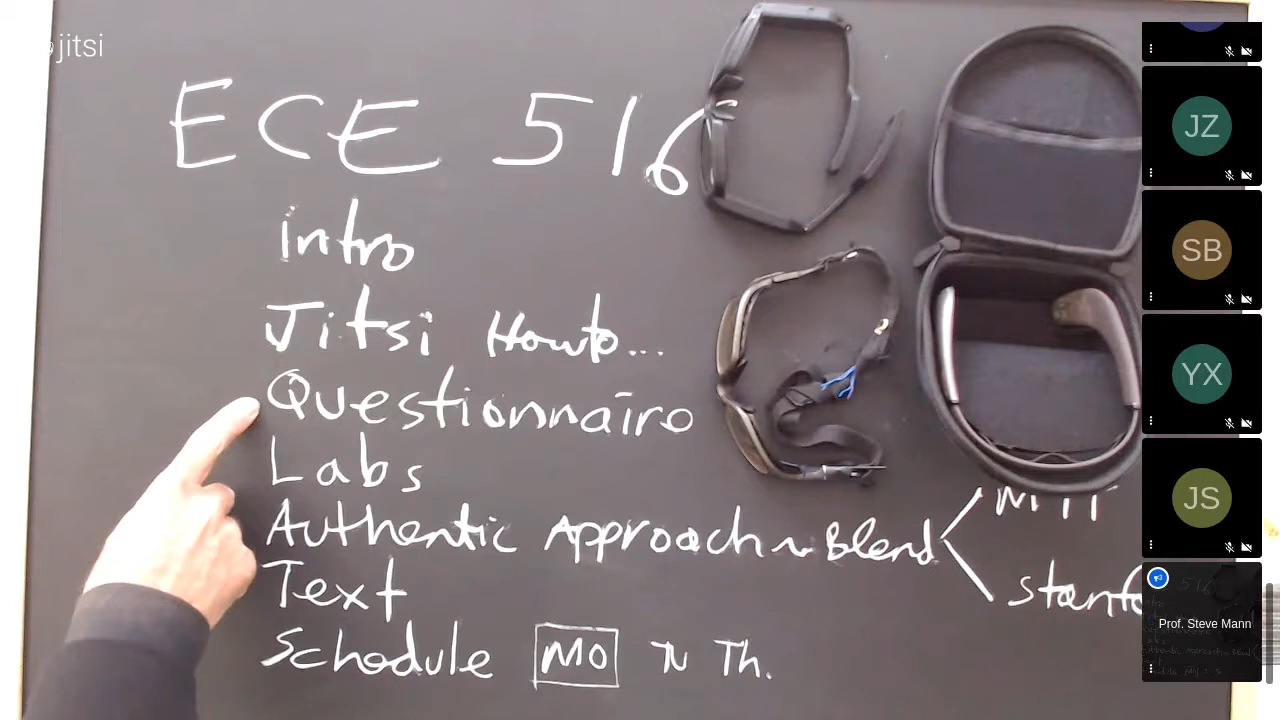 jitsi
ECE 516
intro
Jitsi Howto...
Questionnaire
Labs
Authentic Approach ~ Blend
MIT
Stanfo
Text
Schedule MO Tu Th.
JZ
SB
YX
JS
Prof. Steve Mann